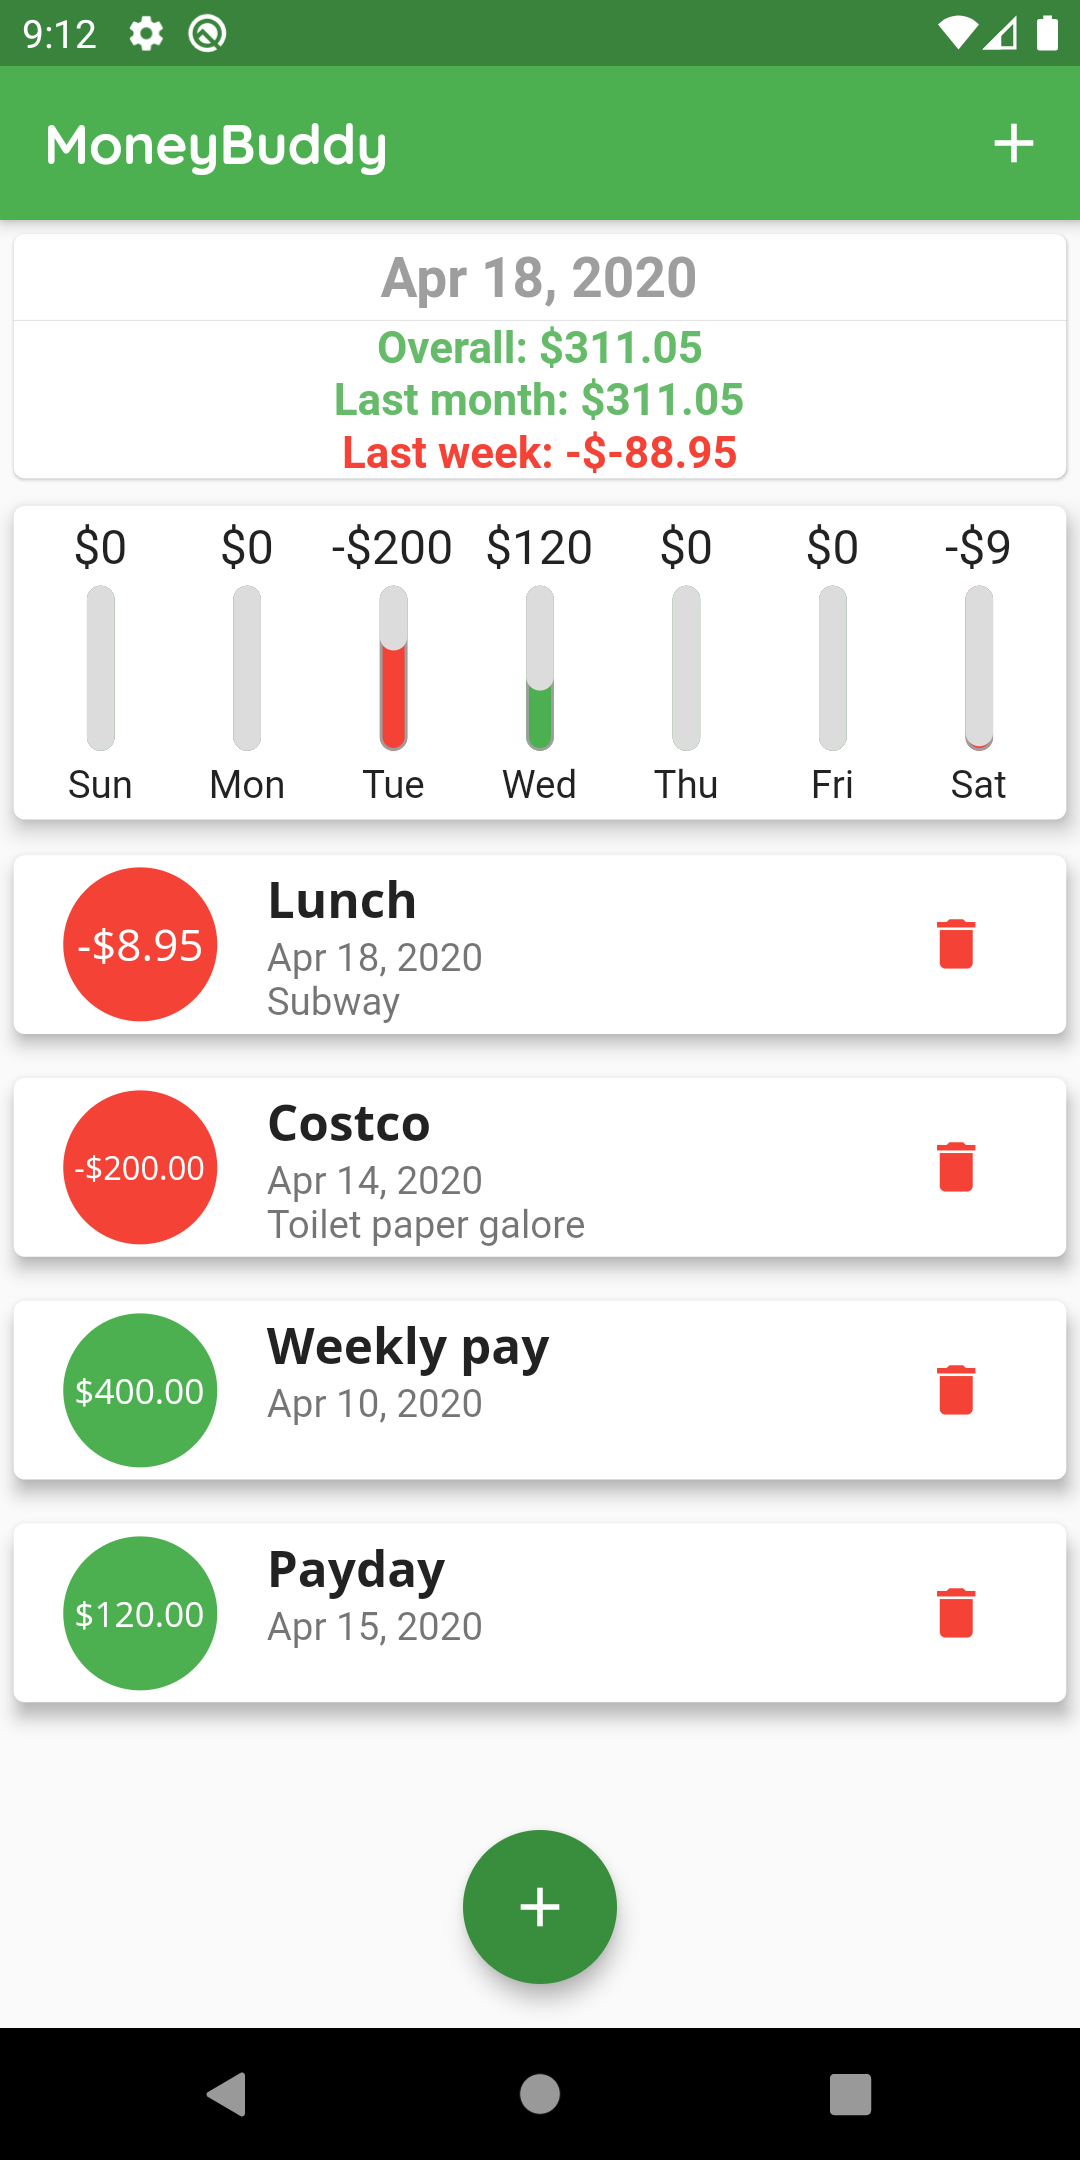 9:12
MoneyBuddy
Apr 18, 2020
Overall: $311.05
Last month: $311.05
Last week: -$-88.95
$0 $0 -$200 $120 $0 $0 -$9
Sun Mon Tue Wed Thu Fri Sat
Lunch
-$8.95
Apr 18, 2020
Subway
Costco
-$200.00
Apr 14, 2020
Toilet paper galore
Weekly pay
$400.00
Apr 10, 2020
Payday
$120.00
Apr 15, 2020